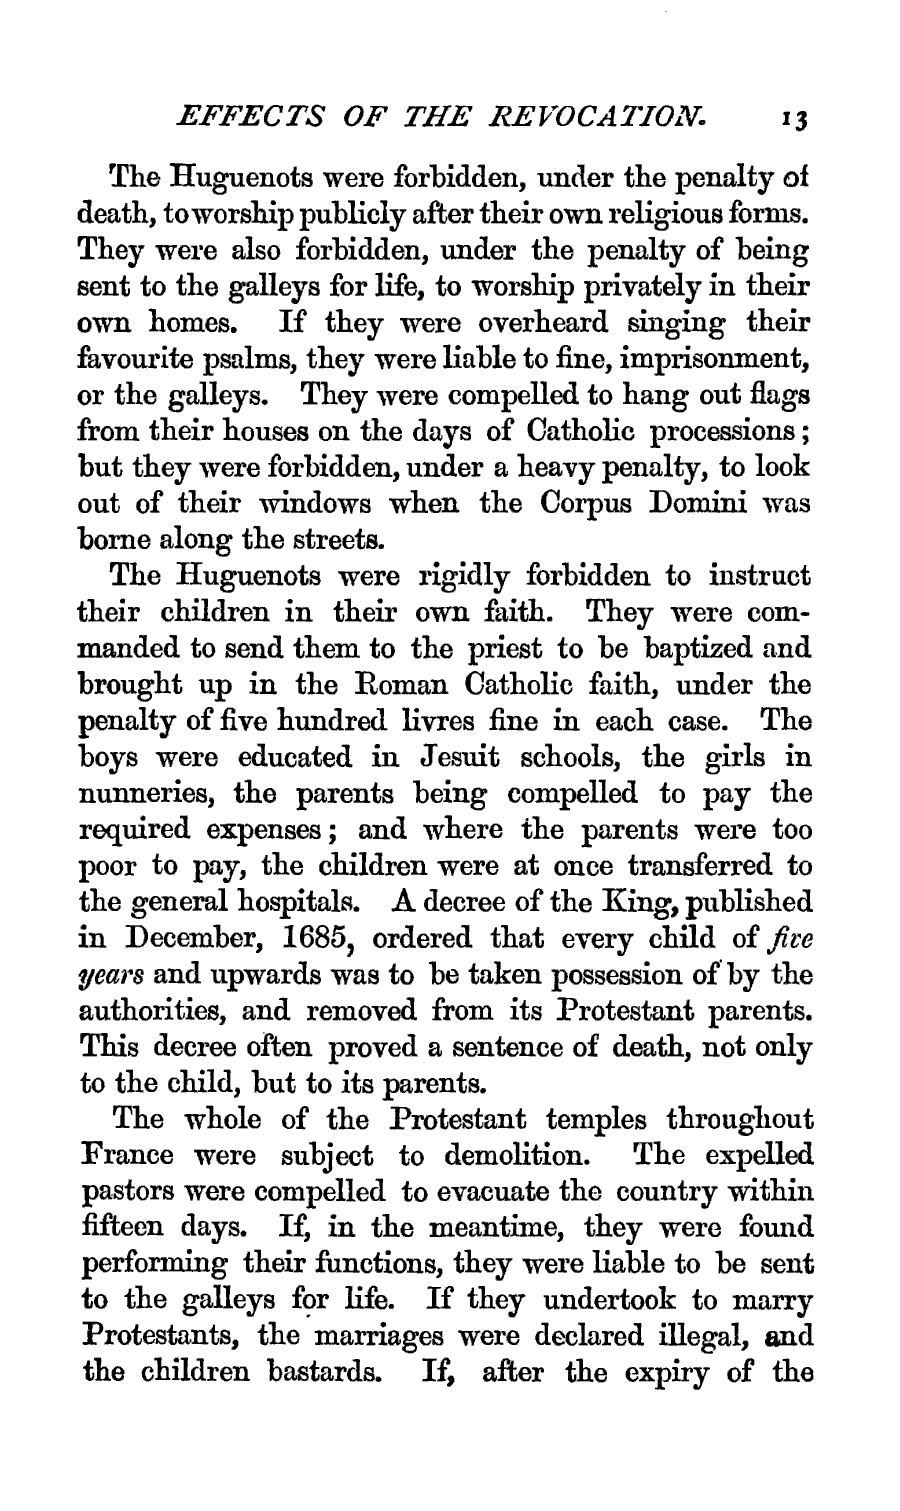 EFFECTS OF THE REVOCATION. 13
The Huguenots were forbidden, under the penalty of
death, to worship publicly after their own religious forms.
They were also forbidden, under the penalty of being
sent to the galleys for life, to worship privately in their
own homes. If they were overheard singing their
favourite psalms, they were liable to fine, imprisonment,
or the galleys. They were compelled to hang out flags
from their houses on the days of Catholic processions;
but they were forbidden, under a heavy penalty, to look
out of their windows when the Corpus Domini was
borne along the streets.
The Huguenots were rigidly forbidden to instruct
their children in their own faith. They were com-
manded to send them to the priest to be baptized and
brought up in the Roman Catholic faith, under the
penalty of five hundred livres fine in each case. The
boys were educated in Jesuit schools, the girls in
nunneries, the parents being compelled to pay the
required expenses; and where the parents were too
poor to pay, the children were at once transferred to
the general hospitals. A decree of the King, published
in December, 1685, ordered that every child of five
years and upwards was to be taken possession of by the
authorities, and removed from its Protestant parents.
This decree often proved a sentence of death, not only
to the child, but to its parents.
The whole of the Protestant temples throughout
France were subject to demolition. The expelled
pastors were compelled to evacuate the country within
fifteen days. If, in the meantime, they were found
performing their functions, they were liable to be sent
to the galleys for life. If they undertook to marry
Protestants, the marriages were declared illegal, and
the children bastards. If, after the expiry of the